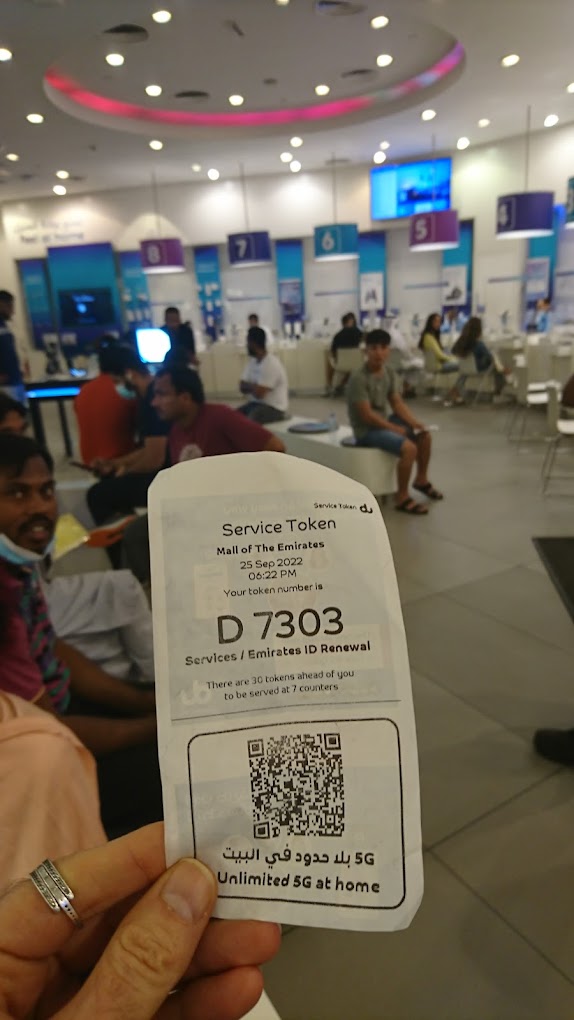 8
7
6
5
4
Service Token du
Service Token
Mall of The Emirates
25 Sep 2022
06:22 PM
Your token number is
D 7303
Services / Emirates ID Renewal
There are 30 tokens ahead of you
to be served at 7 counters
5G بلا حدود في البيت
Unlimited 5G at home